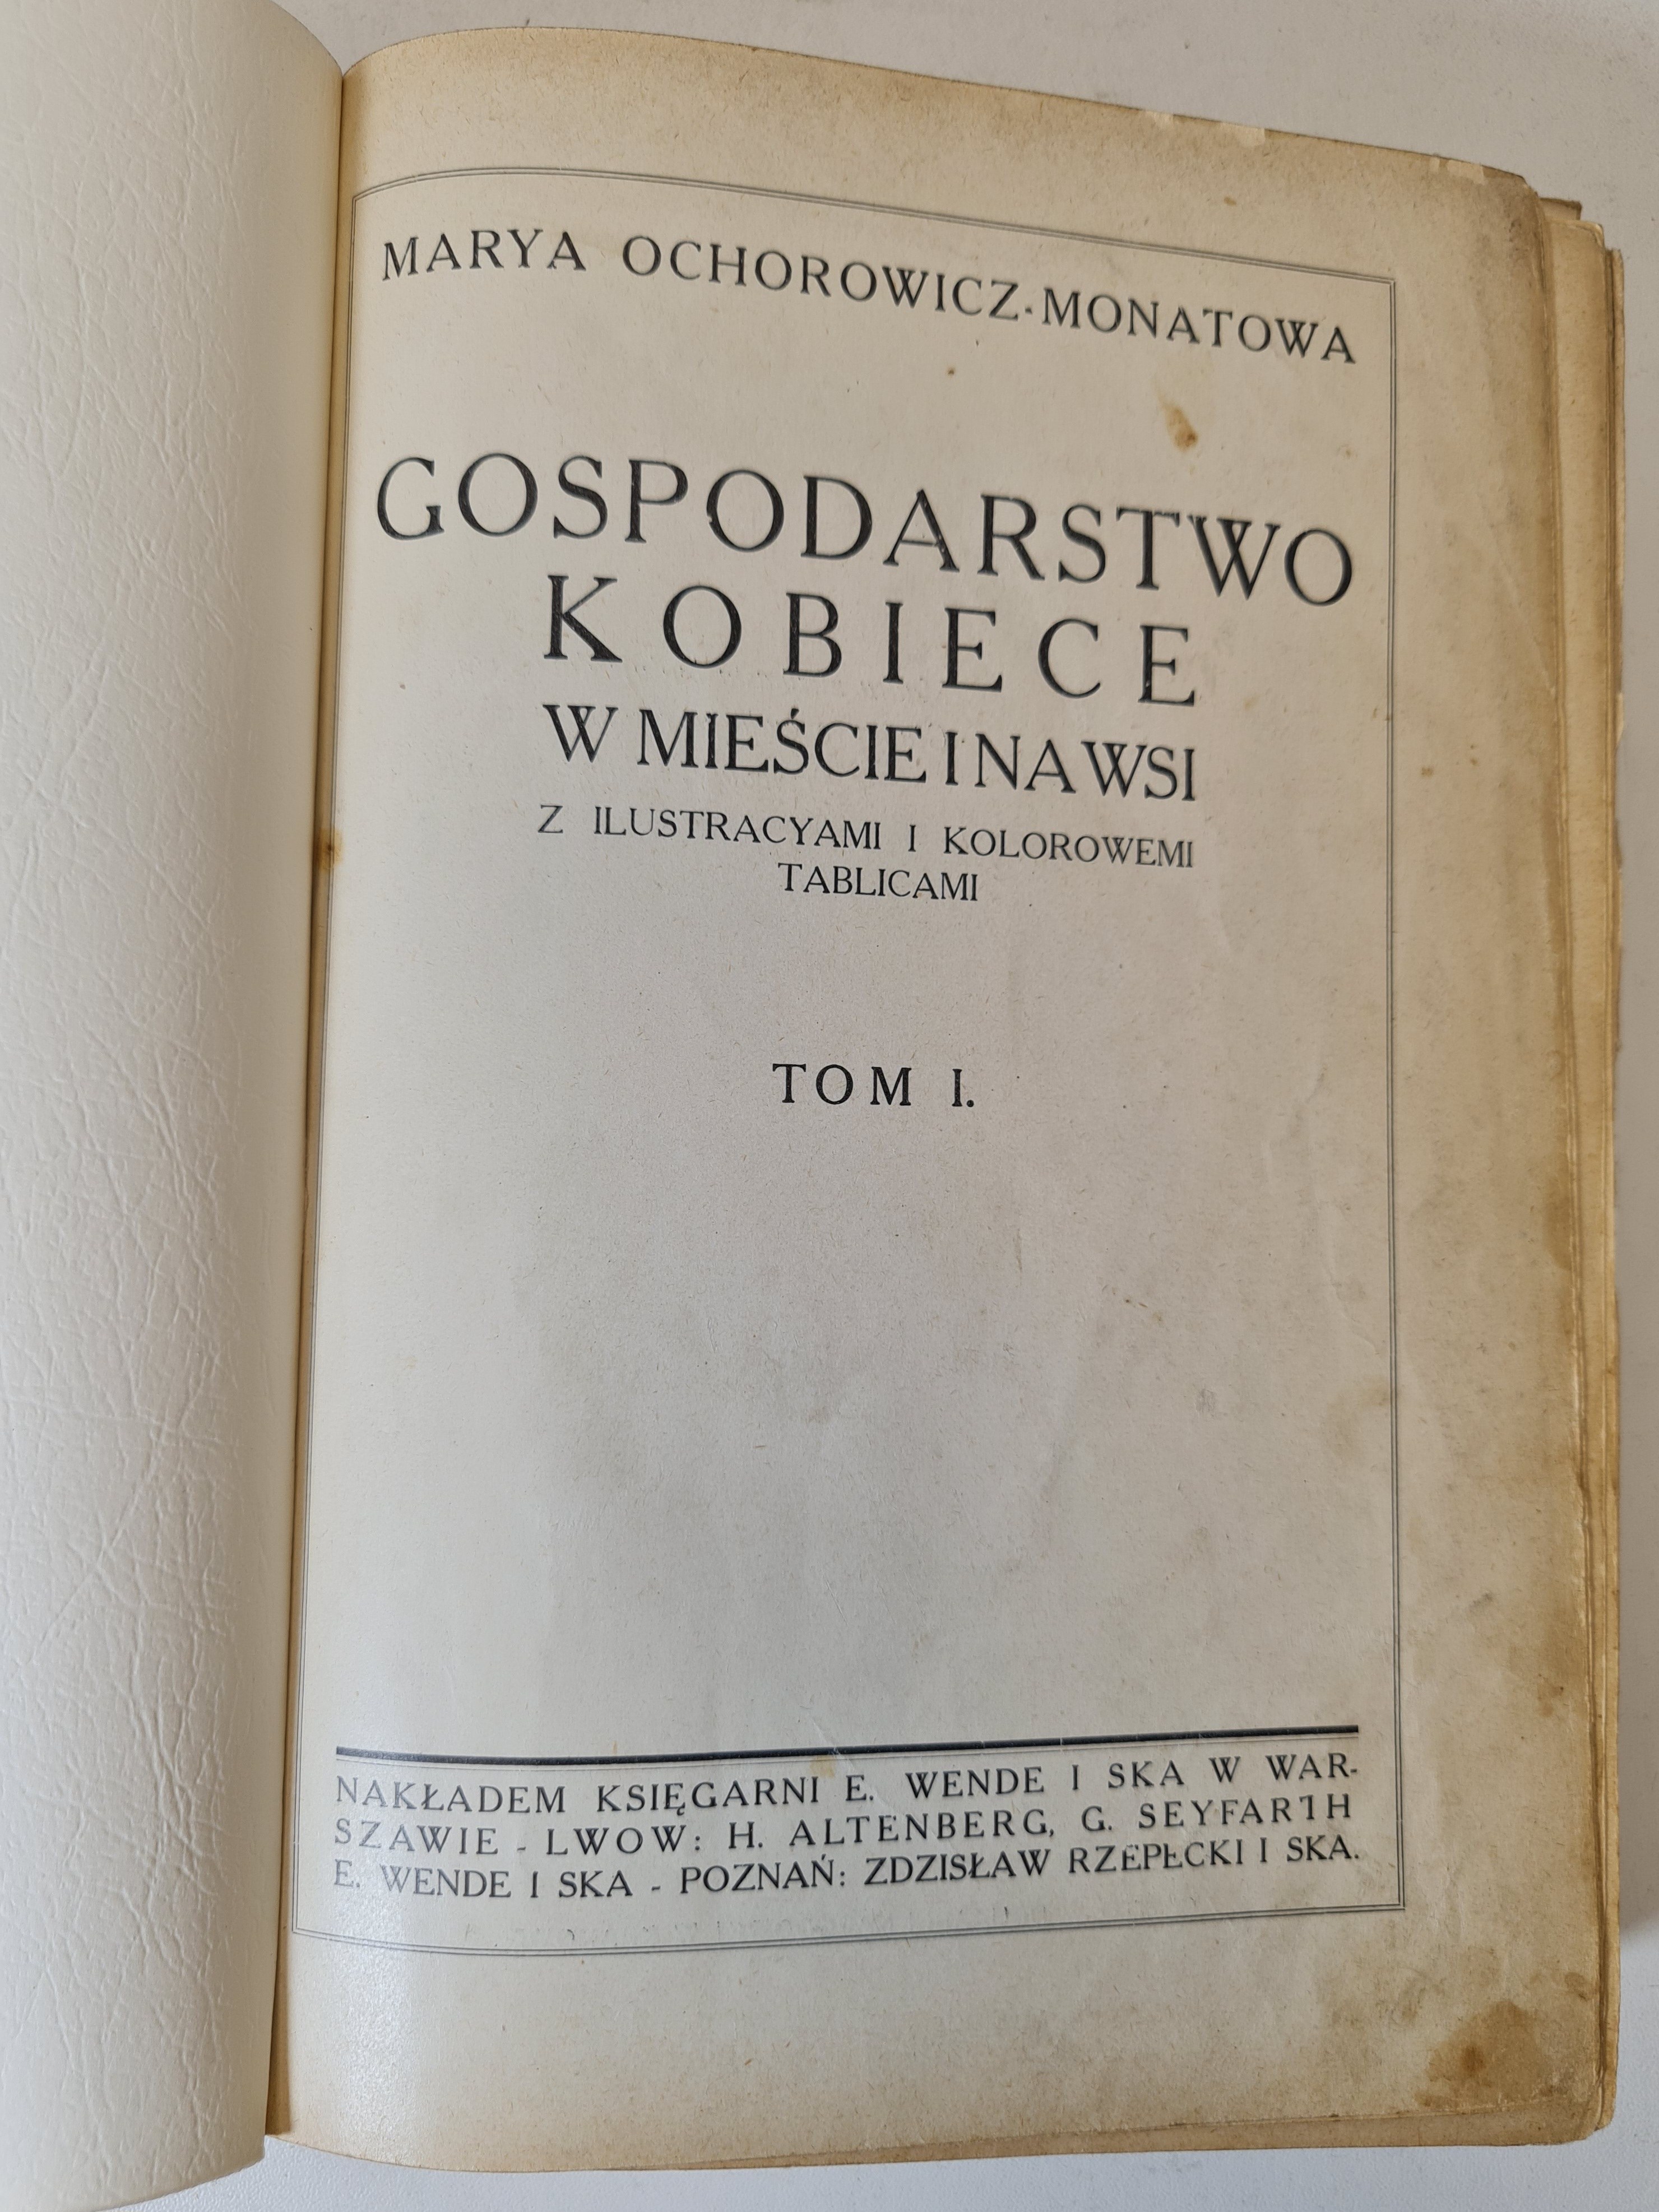 MARYA OCHOROWICZ-MONATOWA
GOSPODARSTWO
KOBIECE
W MIEŚCIE I NA WSI
Z ILUSTRACYAMI I KOLOROWEMI
TABLICAMI
TOM I.
NAKŁADEM KSIĘGARNI E. WENDE I SKA W WAR-
SZAWIE - LWOW: H. ALTENBERG, G. SEYFARTH
E. WENDE I SKA - POZNAŃ: ZDZISŁAW RZEPECKI I SKA.